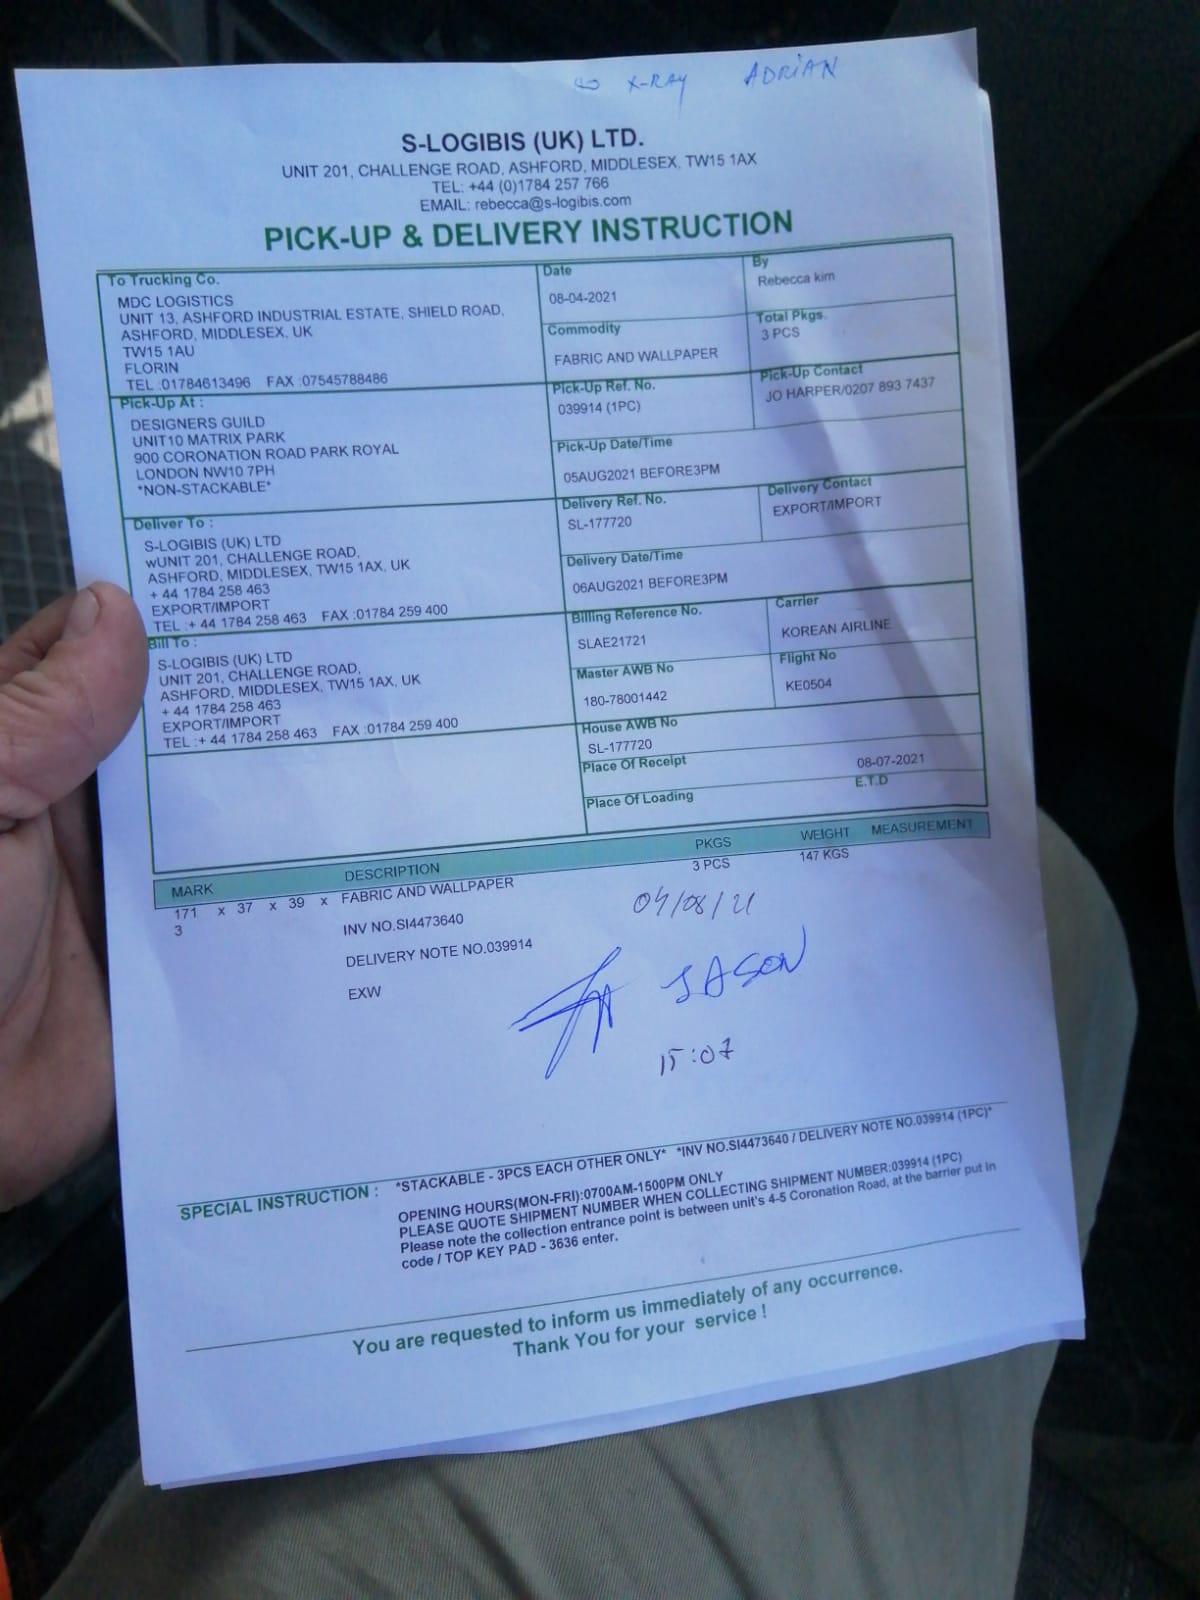 X-RAY ADRIAN
S-LOGIBIS (UK) LTD.
UNIT 201, CHALLENGE ROAD, ASHFORD, MIDDLESEX, TW15 1AX
TEL: +44 (0)1784 257 766
EMAIL: rebecca@s-logibis.com
PICK-UP & DELIVERY INSTRUCTION
To Trucking Co.
MDC LOGISTICS
UNIT 13, ASHFORD INDUSTRIAL ESTATE, SHIELD ROAD,
ASHFORD, MIDDLESEX, UK
TW15 1AU
FLORIN
TEL :01784613496 FAX :07545788486
Date
08-04-2021
By
Rebecca kim
Commodity
FABRIC AND WALLPAPER
Total Pkgs.
3 PCS
Pick-Up At :
DESIGNERS GUILD
UNIT10 MATRIX PARK
900 CORONATION ROAD PARK ROYAL
LONDON NW10 7PH
*NON-STACKABLE*
Pick-Up Ref. No.
039914 (1PC)
Pick-Up Contact
JO HARPER/0207 893 7437
Pick-Up Date/Time
05AUG2021 BEFORE3PM
Deliver To :
S-LOGIBIS (UK) LTD
wUNIT 201, CHALLENGE ROAD,
ASHFORD, MIDDLESEX, TW15 1AX, UK
+ 44 1784 258 463
EXPORT/IMPORT
TEL :+ 44 1784 258 463 FAX :01784 259 400
Delivery Ref. No.
SL-177720
Delivery Contact
EXPORT/IMPORT
Delivery Date/Time
06AUG2021 BEFORE3PM
Bill To :
S-LOGIBIS (UK) LTD
UNIT 201, CHALLENGE ROAD,
ASHFORD, MIDDLESEX, TW15 1AX, UK
+ 44 1784 258 463
EXPORT/IMPORT
TEL :+ 44 1784 258 463 FAX :01784 259 400
Billing Reference No.
SLAE21721
Carrier
KOREAN AIRLINE
Master AWB No
180-78001442
Flight No
KE0504
House AWB No
SL-177720
Place Of Receipt
08-07-2021
E.T.D
Place Of Loading
MARK DESCRIPTION PKGS WEIGHT MEASUREMENT
171 x 37 x 39 x FABRIC AND WALLPAPER 3 PCS 147 KGS
3
INV NO.SI4473640
DELIVERY NOTE NO.039914
EXW
04/08/21
JASON
15:07
SPECIAL INSTRUCTION :
*STACKABLE - 3PCS EACH OTHER ONLY* *INV NO.SI4473640 / DELIVERY NOTE NO.039914 (1PC)*
OPENING HOURS(MON-FRI):0700AM-1500PM ONLY
PLEASE QUOTE SHIPMENT NUMBER WHEN COLLECTING SHIPMENT NUMBER:039914 (1PC)
Please note the collection entrance point is between unit's 4-5 Coronation Road, at the barrier put in
code / TOP KEY PAD - 3636 enter.
You are requested to inform us immediately of any occurrence.
Thank You for your service !